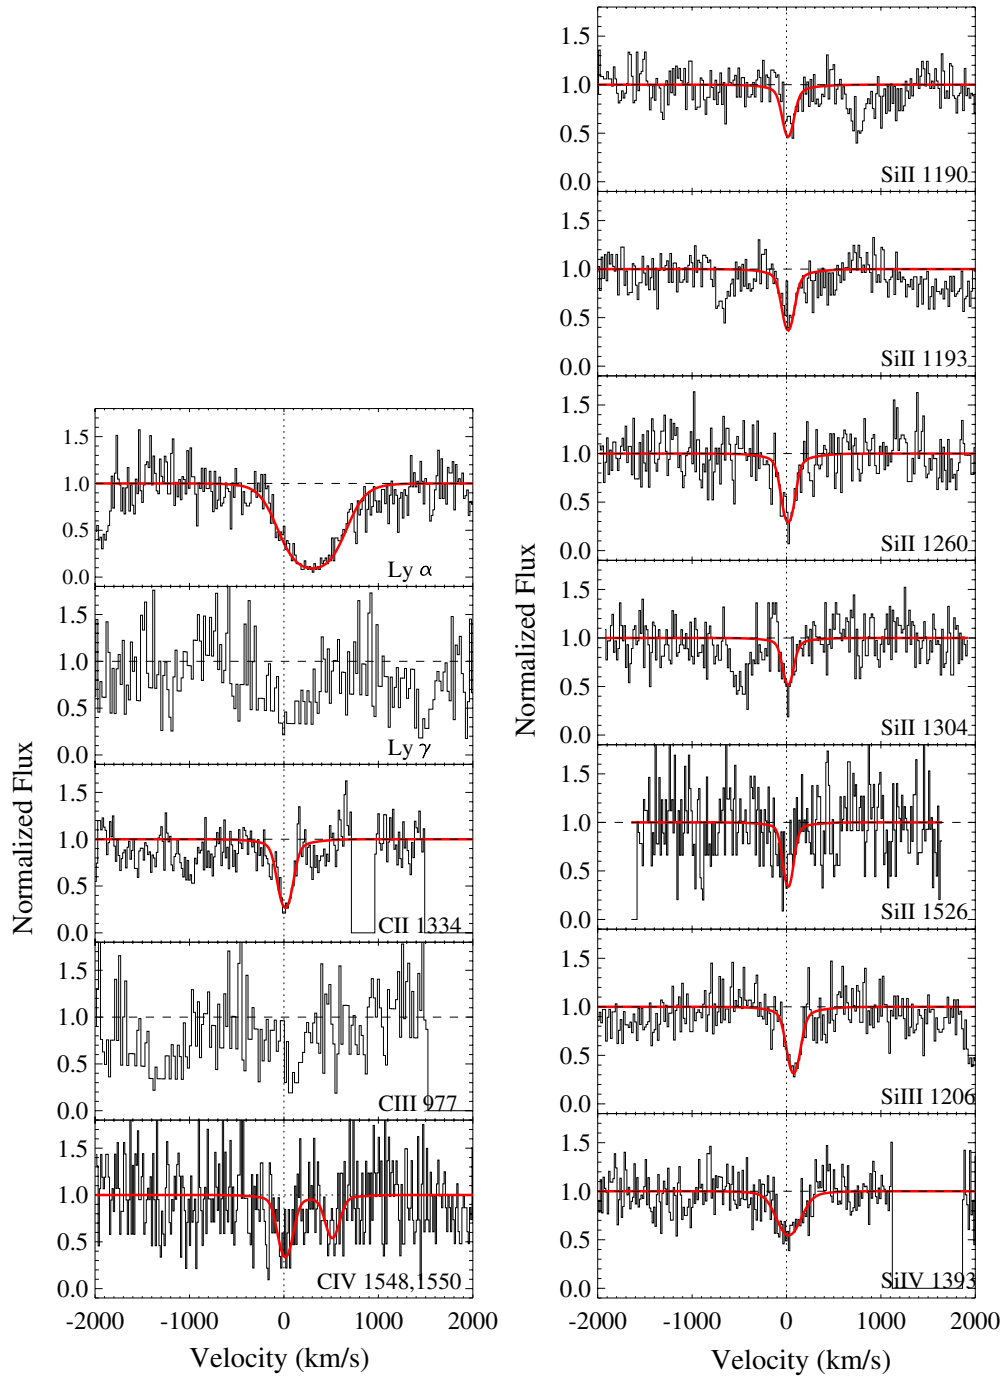 1.5
1.0
0.5
0.0
Ly α
1.5
1.0
0.5
0.0
Ly γ
1.5
1.0
0.5
0.0
CII 1334
1.5
1.0
0.5
0.0
CIII 977
1.5
1.0
0.5
0.0
CIV 1548,1550
-2000 -1000 0 1000 2000
Velocity (km/s)
Normalized Flux
1.5
1.0
0.5
0.0
SiII 1190
1.5
1.0
0.5
0.0
SiII 1193
1.5
1.0
0.5
0.0
SiII 1260
1.5
1.0
0.5
0.0
SiII 1304
1.5
1.0
0.5
0.0
SiII 1526
1.5
1.0
0.5
0.0
SiIII 1206
1.5
1.0
0.5
0.0
SiIV 1393
-2000 -1000 0 1000 2000
Velocity (km/s)
Normalized Flux